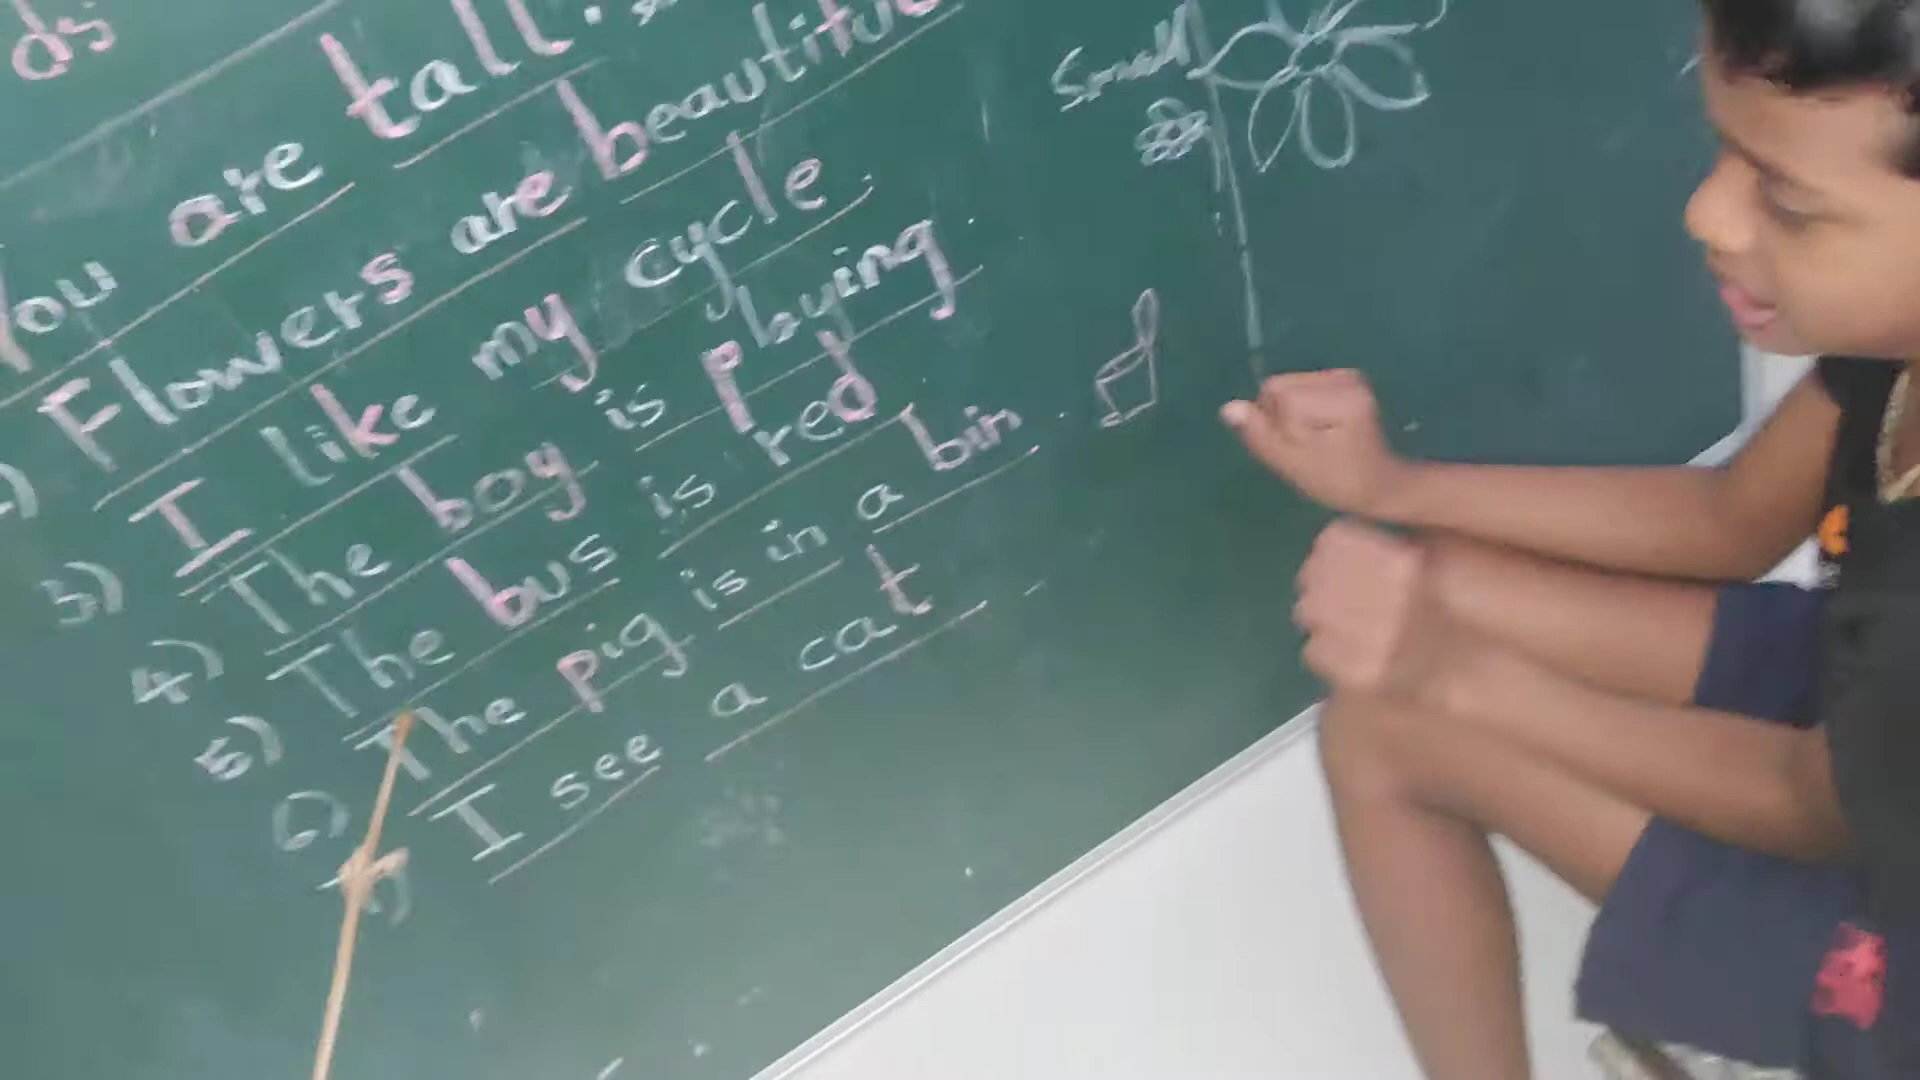 ds
You are tall.
Flowers are beautiful
I like my cycle.
3) The boy is playing.
4) The bus is red
5) The pig is in a bin.
6) I see a cat
7)
Small